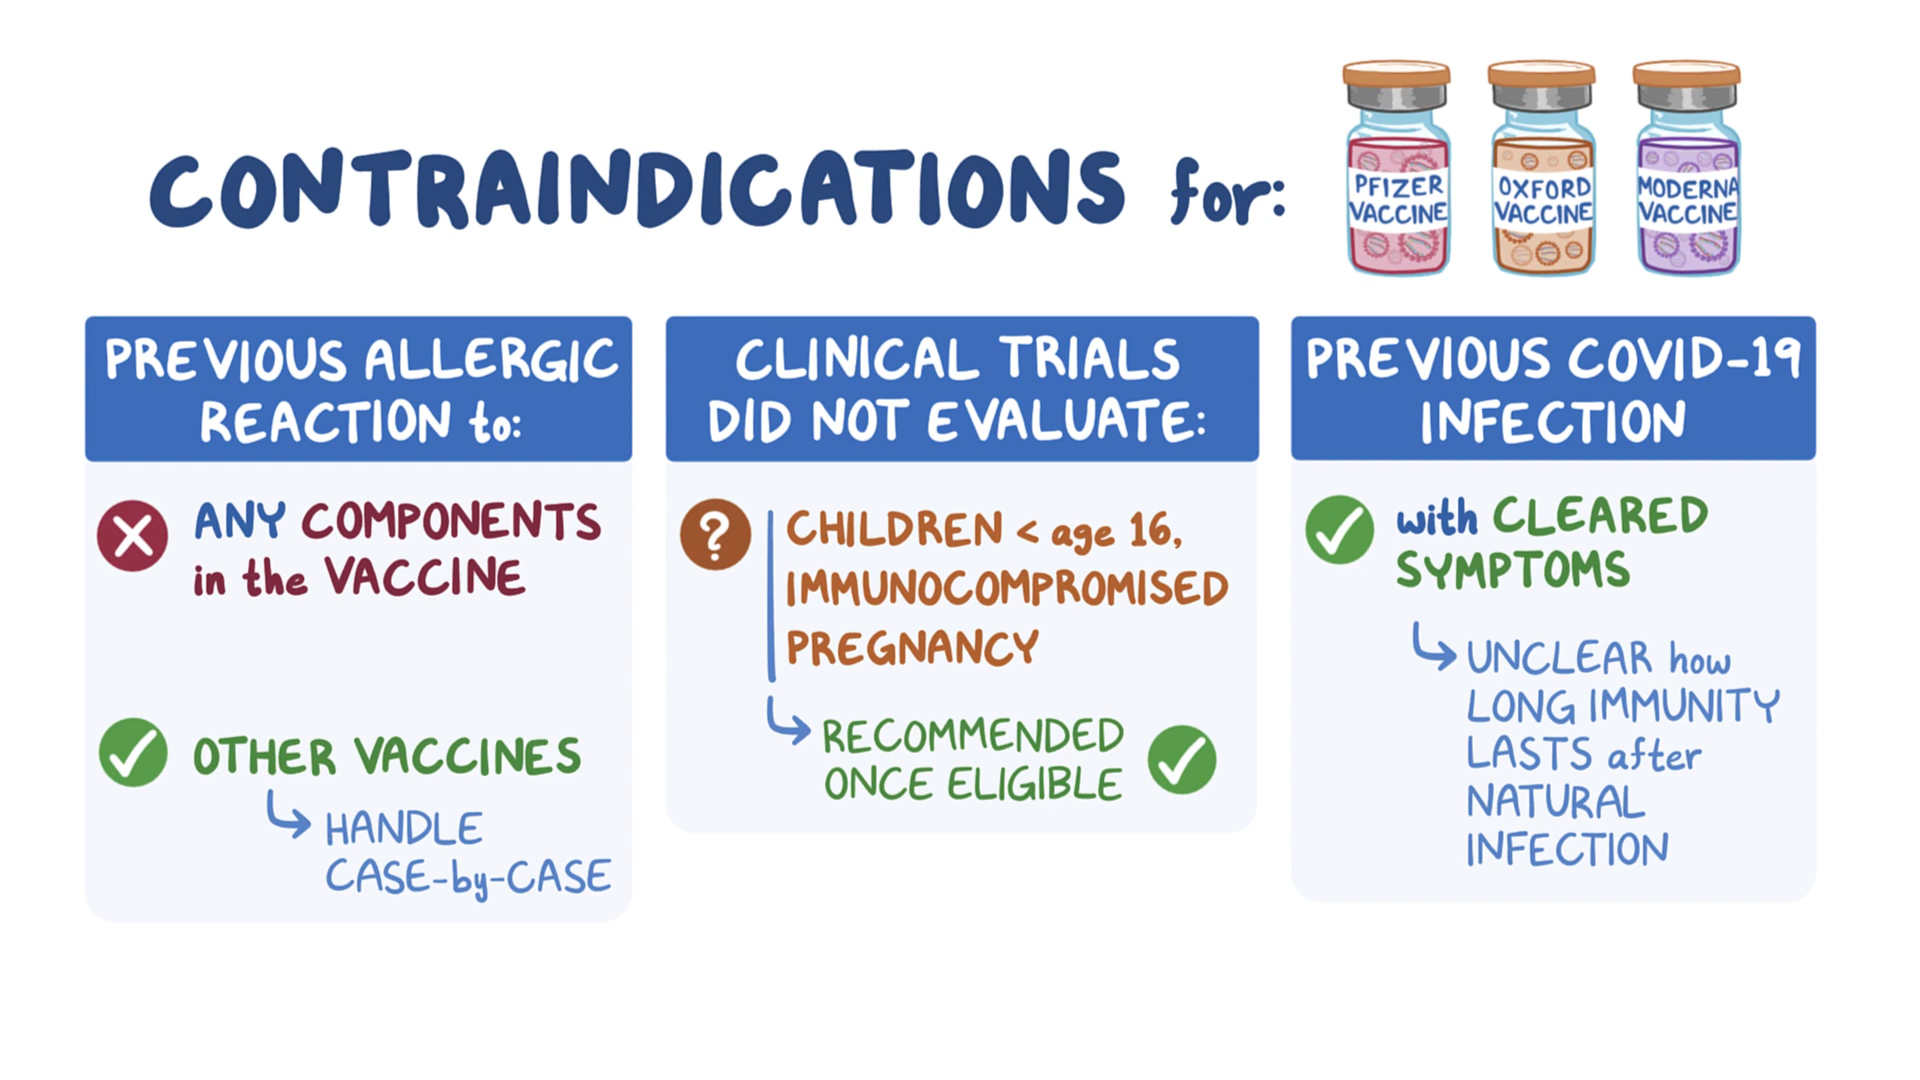 CONTRAINDICATIONS for:
PFIZER
VACCINE
OXFORD
VACCINE
MODERNA
VACCINE
PREVIOUS ALLERGIC
REACTION to:
ANY COMPONENTS
in the VACCINE
OTHER VACCINES
HANDLE
CASE-by-CASE
CLINICAL TRIALS
DID NOT EVALUATE:
?
CHILDREN < age 16,
IMMUNOCOMPROMISED
PREGNANCY
RECOMMENDED
ONCE ELIGIBLE
PREVIOUS COVID-19
INFECTION
with CLEARED
SYMPTOMS
UNCLEAR how
LONG IMMUNITY
LASTS after
NATURAL
INFECTION